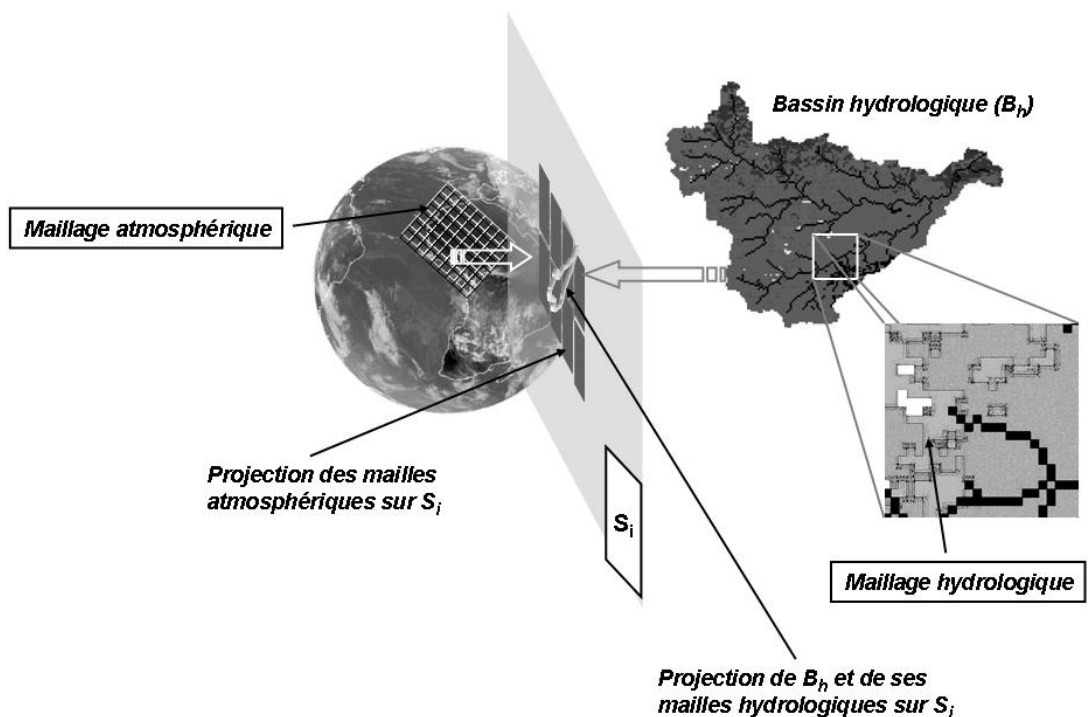 Bassin hydrologique (Bh)
Maillage atmosphérique
Projection des mailles
atmosphériques sur Si
Si
Maillage hydrologique
Projection de Bh et de ses
mailles hydrologiques sur Si